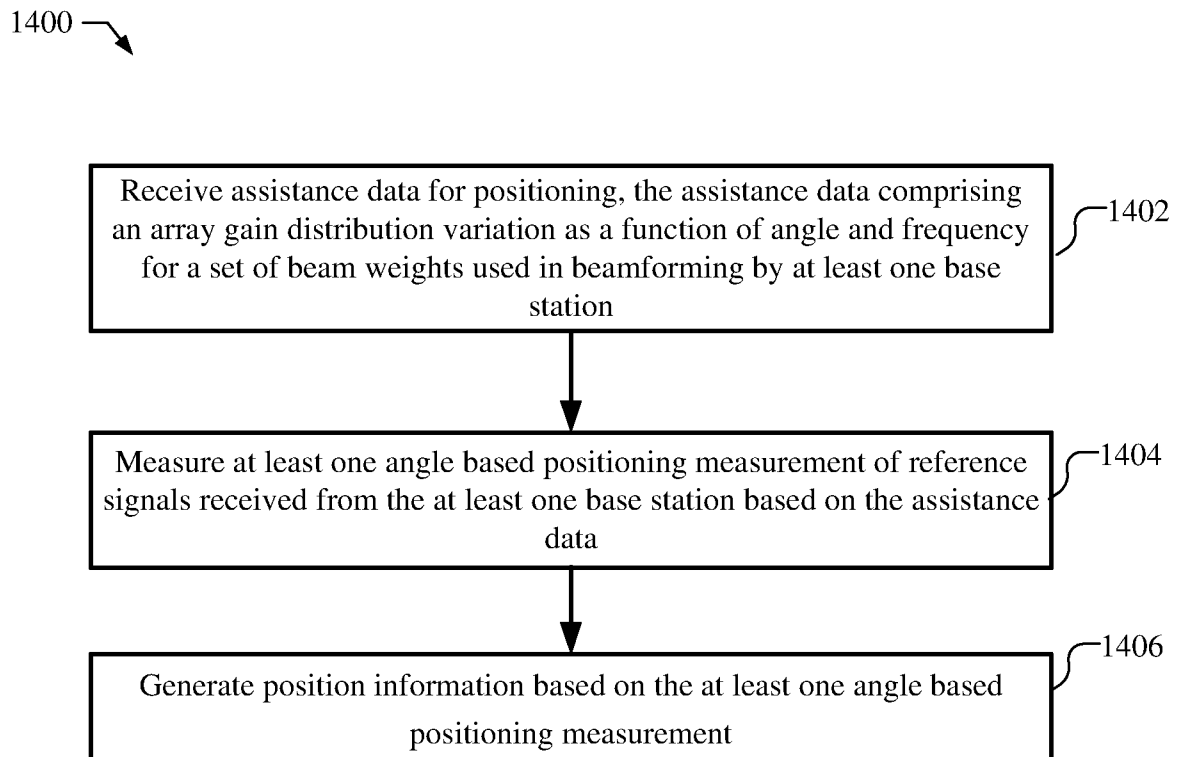 1400
Receive assistance data for positioning, the assistance data comprising
an array gain distribution variation as a function of angle and frequency
for a set of beam weights used in beamforming by at least one base
station
1402
Measure at least one angle based positioning measurement of reference
signals received from the at least one base station based on the assistance
data
1404
Generate position information based on the at least one angle based
positioning measurement
1406